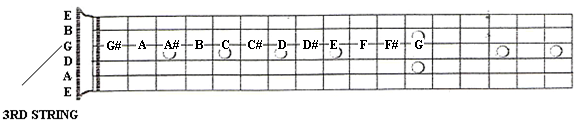 E
B
G G# A A# B C C# D D# E F F# G
D
A
E
3RD STRING